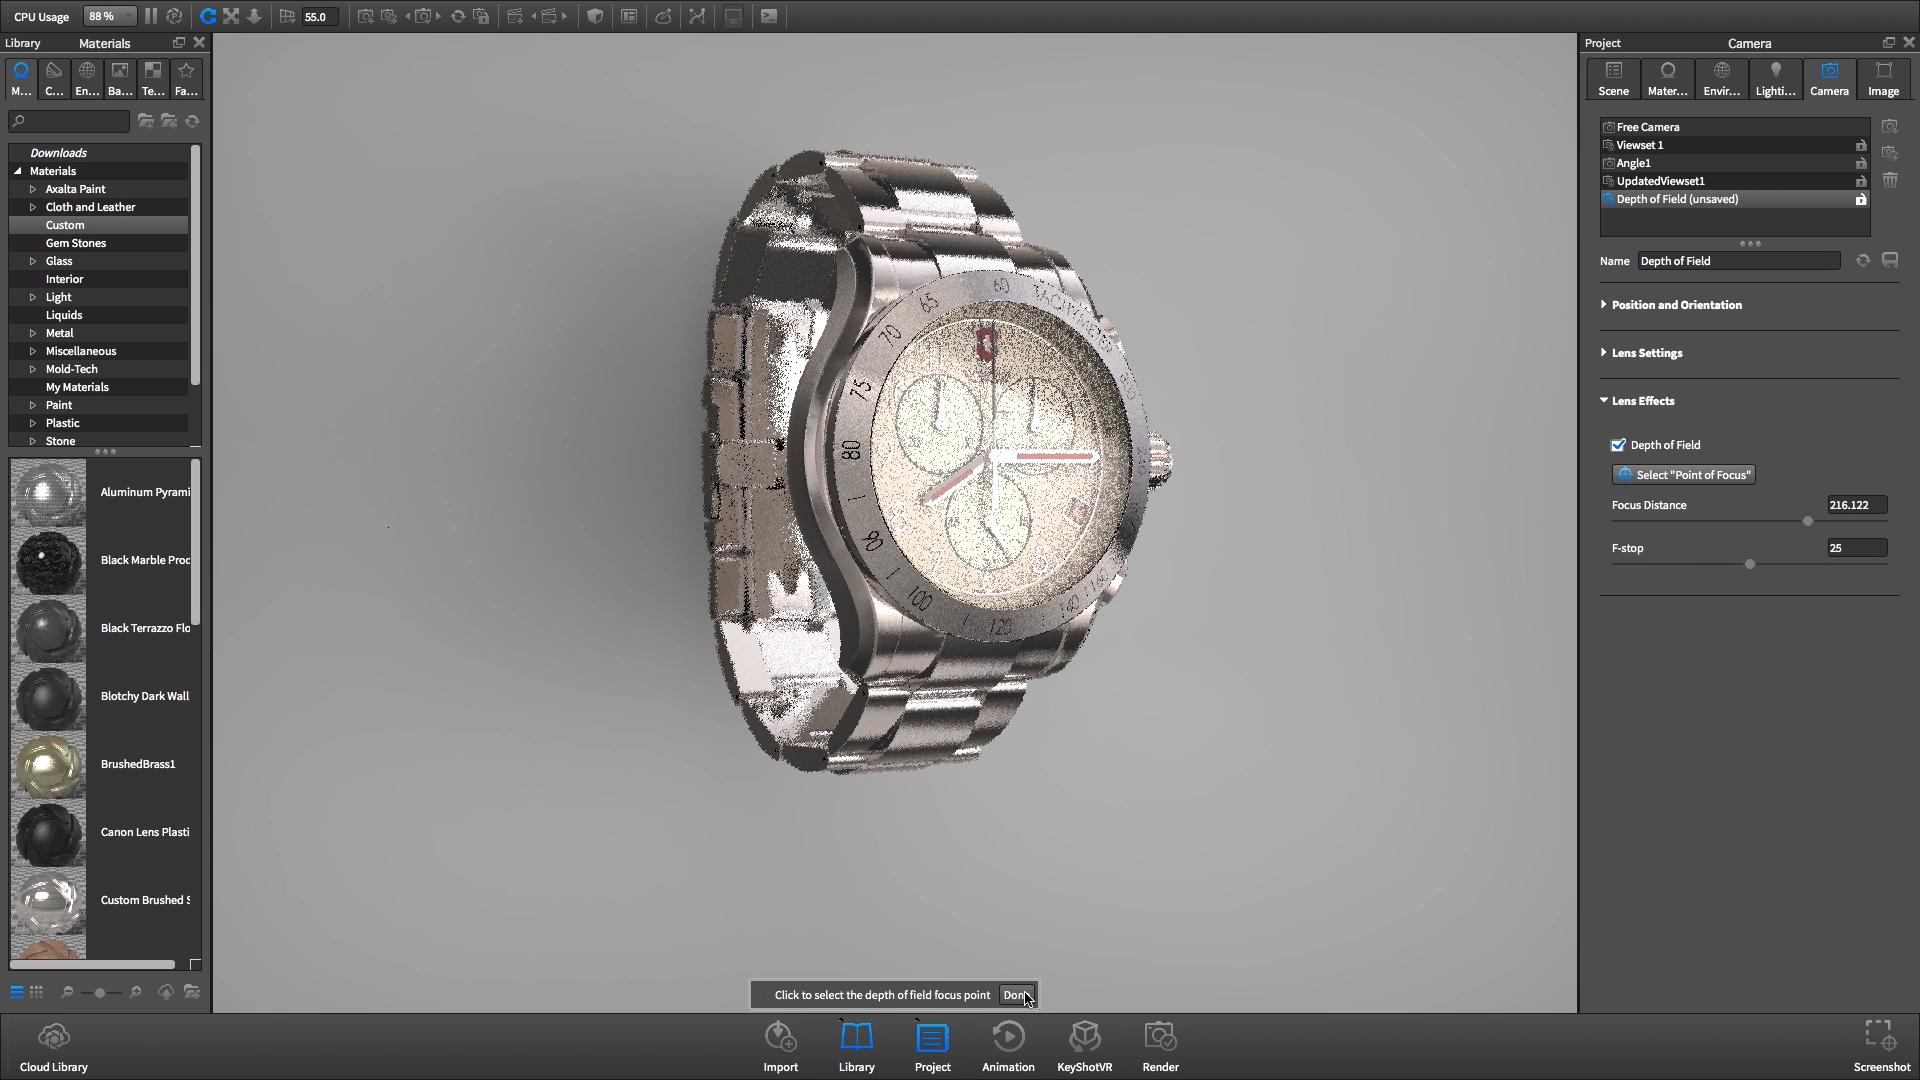 CPU Usage 88 % 55.0
Library Materials
M... C... En... Ba... Te... Fa...
Downloads
Materials
Axalta Paint
Cloth and Leather
Custom
Gem Stones
Glass
Interior
Light
Liquids
Metal
Miscellaneous
Mold-Tech
My Materials
Paint
Plastic
Stone
Aluminum Pyrami
Black Marble Proc
Black Terrazzo Flo
Blotchy Dark Wall
BrushedBrass1
Canon Lens Plasti
Custom Brushed S
60
TACHYMETER
65
70
75
80
90
100
120
140
160
8
7
Click to select the depth of field focus point Done
Project Camera
Scene Mater... Envir... Lighti... Camera Image
Free Camera
Viewset 1
Angle1
UpdatedViewset1
Depth of Field (unsaved)
Name Depth of Field
Position and Orientation
Lens Settings
Lens Effects
Depth of Field
Select "Point of Focus"
Focus Distance 216.122
F-stop 25
Cloud Library Import Library Project Animation KeyShotVR Render Screenshot